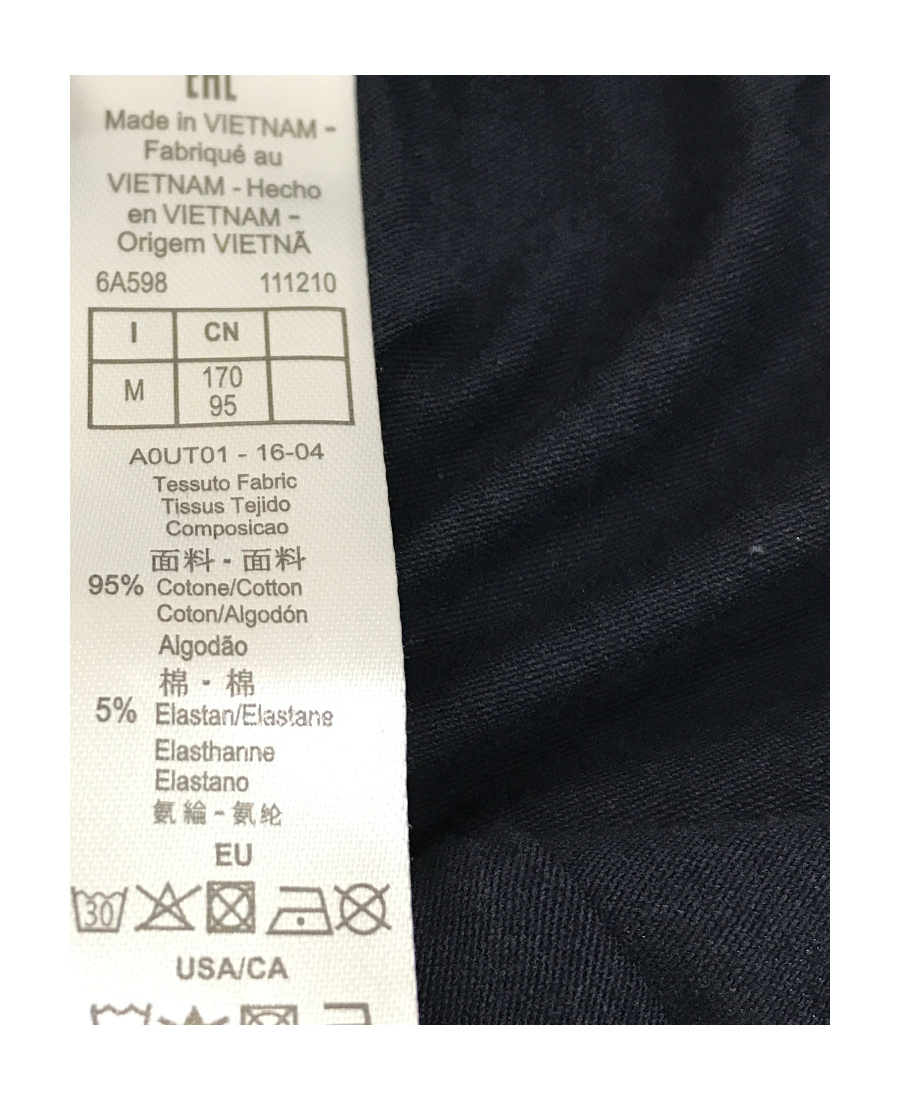 EAC
Made in VIETNAM -
Fabriqué au
VIETNAM - Hecho
en VIETNAM -
Origem VIETNÃ
6A598 111210
I CN
M 170
95
A0UT01 - 16-04
Tessuto Fabric
Tissus Tejido
Composicao
面料 - 面料
95% Cotone/Cotton
Coton/Algodón
Algodão
棉 - 棉
5% Elastan/Elastane
Elasthanne
Elastano
氨綸 - 氨纶
EU
30
USA/CA